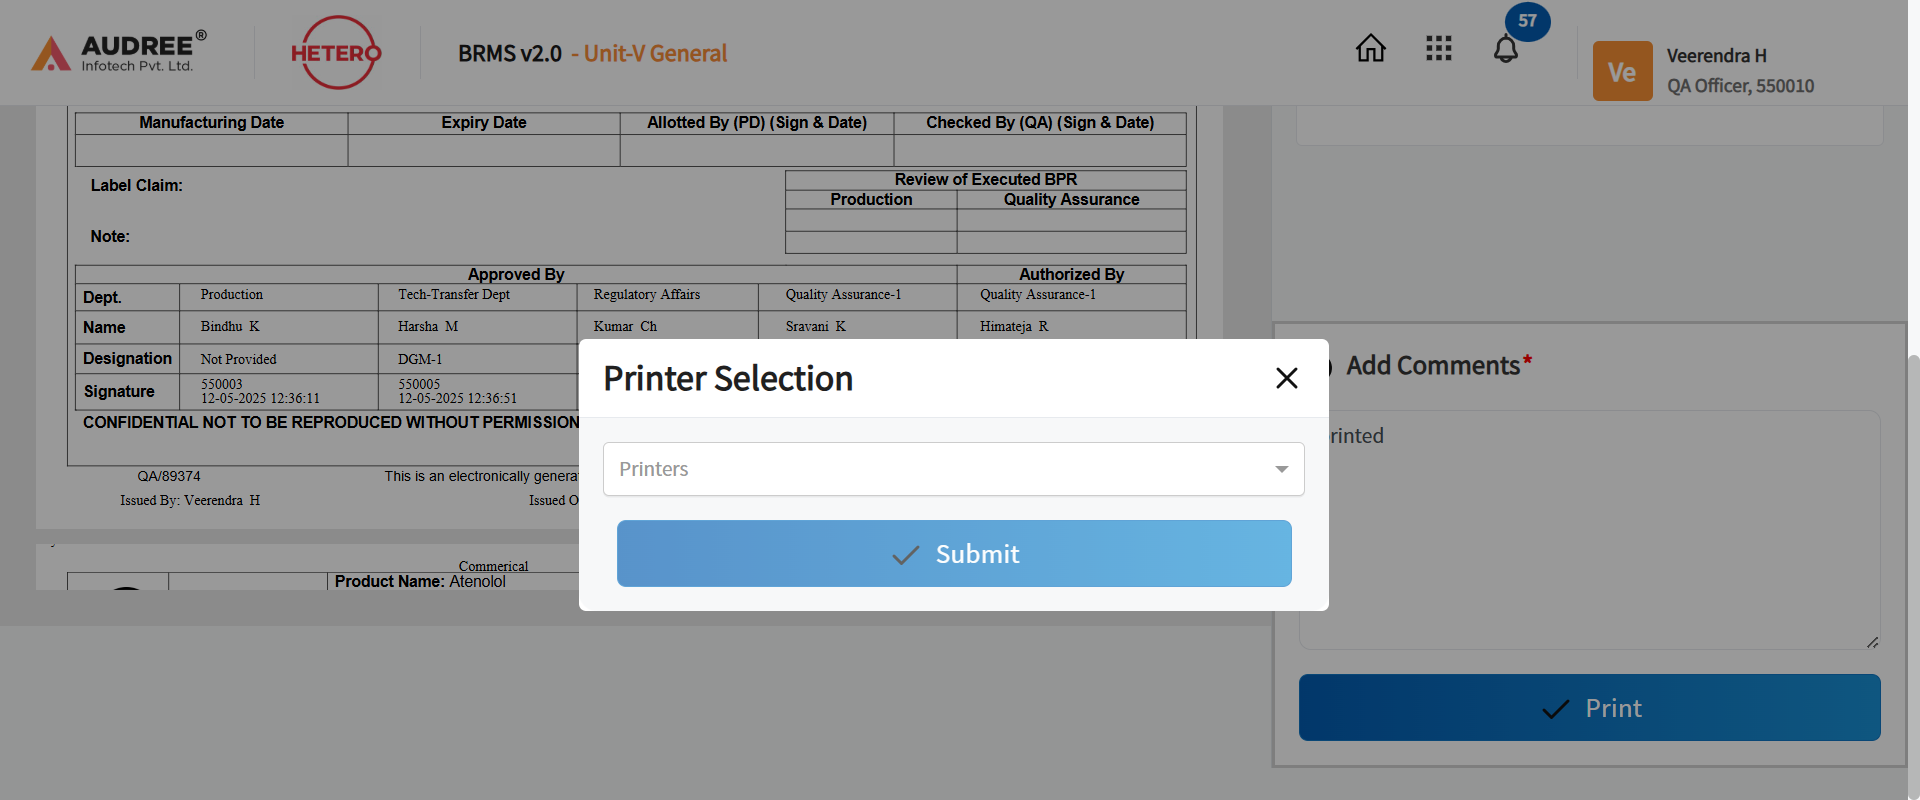 AUDREE®
Infotech Pvt. Ltd.
HETERO
BRMS v2.0 - Unit-V General
57
Ve
Veerendra H
QA Officer, 550010
Manufacturing Date Expiry Date Allotted By (PD) (Sign & Date) Checked By (QA) (Sign & Date)
Label Claim:
Review of Executed BPR
Production Quality Assurance
Note:
Approved By Authorized By
Dept. Production Tech-Transfer Dept Regulatory Affairs Quality Assurance-1 Quality Assurance-1
Name Bindhu K Harsha M Kumar Ch Sravani K Himateja R
Designation Not Provided DGM-1
Signature 550003 550005
12-05-2025 12:36:11 12-05-2025 12:36:51
CONFIDENTIAL NOT TO BE REPRODUCED WITHOUT PERMISSION
QA/89374 This is an electronically
Issued By: Veerendra H Issued
Commerical
Product Name: Atenolol
Printer Selection
Printers
Submit
Add Comments*
rinted
Print